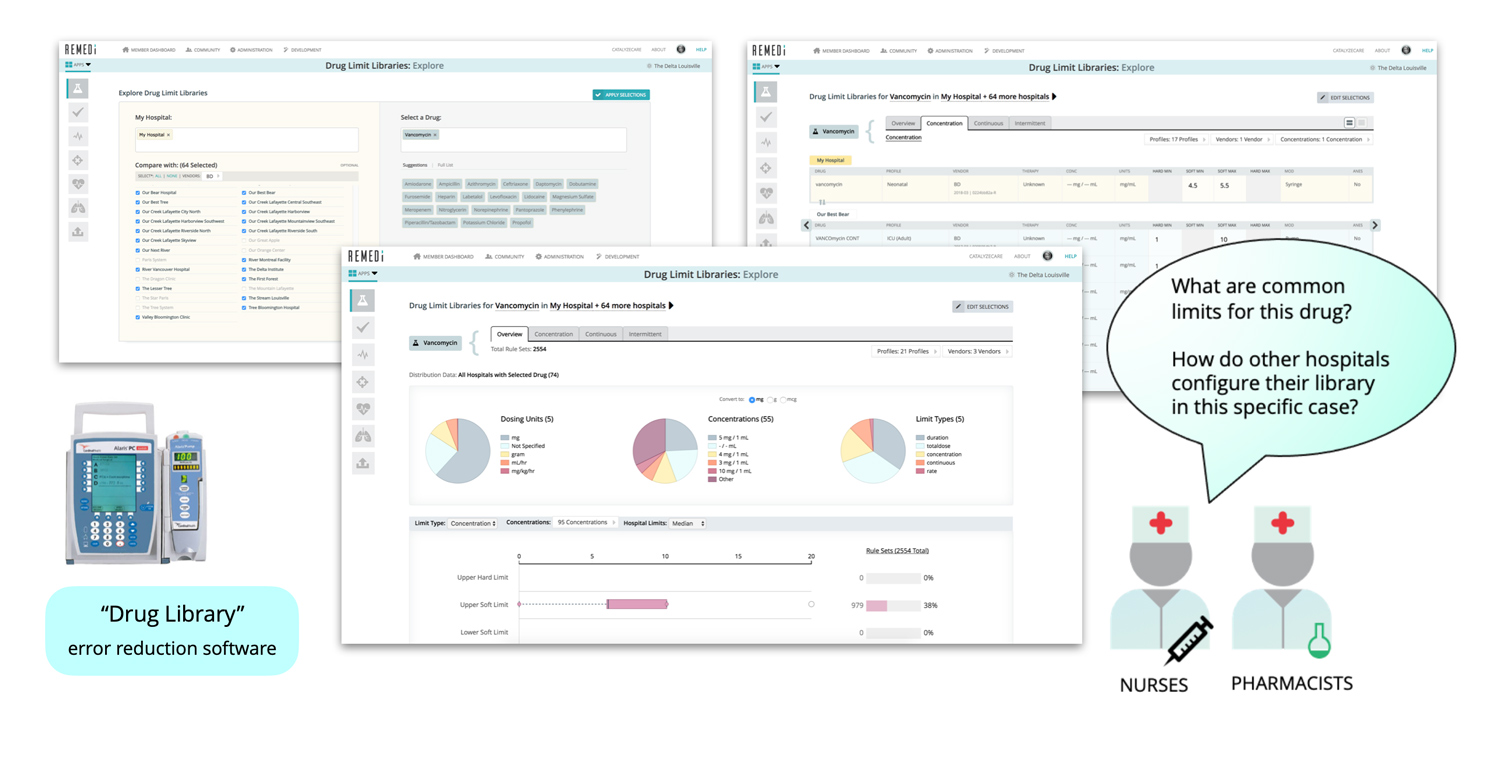 REMEDi
MEMBER DASHBOARD COMMUNITY ADMINISTRATION DEVELOPMENT
CATALYZECARE ABOUT HELP
APPS
Drug Limit Libraries: Explore
The Delta Louisville
Explore Drug Limit Libraries
APPLY SELECTIONS
My Hospital:
My Hospital ×
Compare with: (64 Selected)
OPTIONAL
SELECT*: ALL | NONE | VENDOR: BD
Our Bear Hospital
Our Best Tree
Our Creek Lafayette City North
Our Creek Lafayette Harborview Southwest
Our Creek Lafayette Riverside North
Our Creek Lafayette Skyview
Our Nest River
Paris System
River Vancouver Hospital
The Dragon Clinic
The Lesser Tree
The Star Paris
The Tree System
Valley Bloomington Clinic
Our Best Bear
Our Creek Lafayette Central Southeast
Our Creek Lafayette Harborview
Our Creek Lafayette Mountainview Southeast
Our Creek Lafayette Riverside South
Our Great Apple
Our Orange Center
River Montreal Facility
The Delta Institute
The First Forest
The Mountain Lafayette
The Stream Louisville
Tree Bloomington Hospital
Select a Drug:
Vancomycin ×
Suggestions | Full List
Amiodarone Ampicillin Azithromycin Ceftriaxone Daptomycin Dobutamine
Furosemide Heparin Labetalol Levofloxacin Lidocaine Magnesium Sulfate
Meropenem Nitroglycerin Norepinephrine Pantoprazole Phenylephrine
Piperacillin/Tazobactam Potassium Chloride Propofol
REMEDi
MEMBER DASHBOARD COMMUNITY ADMINISTRATION DEVELOPMENT
CATALYZECARE ABOUT HELP
APPS
Drug Limit Libraries: Explore
The Delta Louisville
Drug Limit Libraries for Vancomycin in My Hospital + 64 more hospitals
EDIT SELECTIONS
Vancomycin
Overview Concentration Continuous Intermittent
Concentration
Profiles: 17 Profiles > Vendors: 1 Vendor > Concentrations: 1 Concentration >
My Hospital
DRUG PROFILE VENDOR THERAPY CONC UNITS HARD MIN SOFT MIN SOFT MAX HARD MAX MOD ANES
vancomycin Neonatal BD Unknown -- mg / -- mL mg/mL 4.5 5.5 Syringe No
Our Best Bear
DRUG PROFILE VENDOR THERAPY CONC UNITS HARD MIN SOFT MIN SOFT MAX HARD MAX MOD ANES
VANCOmycin CONT ICU (Adult) BD Unknown -- mg / -- mL mg/mL 1 10 No
REMEDi
MEMBER DASHBOARD COMMUNITY ADMINISTRATION DEVELOPMENT
CATALYZECARE ABOUT HELP
APPS
Drug Limit Libraries: Explore
The Delta Louisville
Drug Limit Libraries for Vancomycin in My Hospital + 64 more hospitals
EDIT SELECTIONS
Vancomycin
Overview Concentration Continuous Intermittent
Total Rule Sets: 2554
Profiles: 21 Profiles > Vendors: 3 Vendors >
Distribution Data: All Hospitals with Selected Drug (74)
Convert to: mg g mcg
Dosing Units (5)
mg
Not Specified
gram
mL/hr
mg/kg/hr
Concentrations (55)
5 mg / 1 mL
- / - mL
4 mg / 1 mL
3 mg / 1 mL
10 mg / 1 mL
Other
Limit Types (5)
duration
totaldose
concentration
continuous
rate
Limit Type: Concentration Concentrations: 95 Concentrations > Hospital Limits: Median
0 5 10 15 20
Rule Sets (2554 Total)
Upper Hard Limit 0 0%
Upper Soft Limit 979 38%
Lower Soft Limit 0 0%
What are common
limits for this drug?
How do other hospitals
configure their library
in this specific case?
Alaris PC
"Drug Library"
error reduction software
NURSES
PHARMACISTS